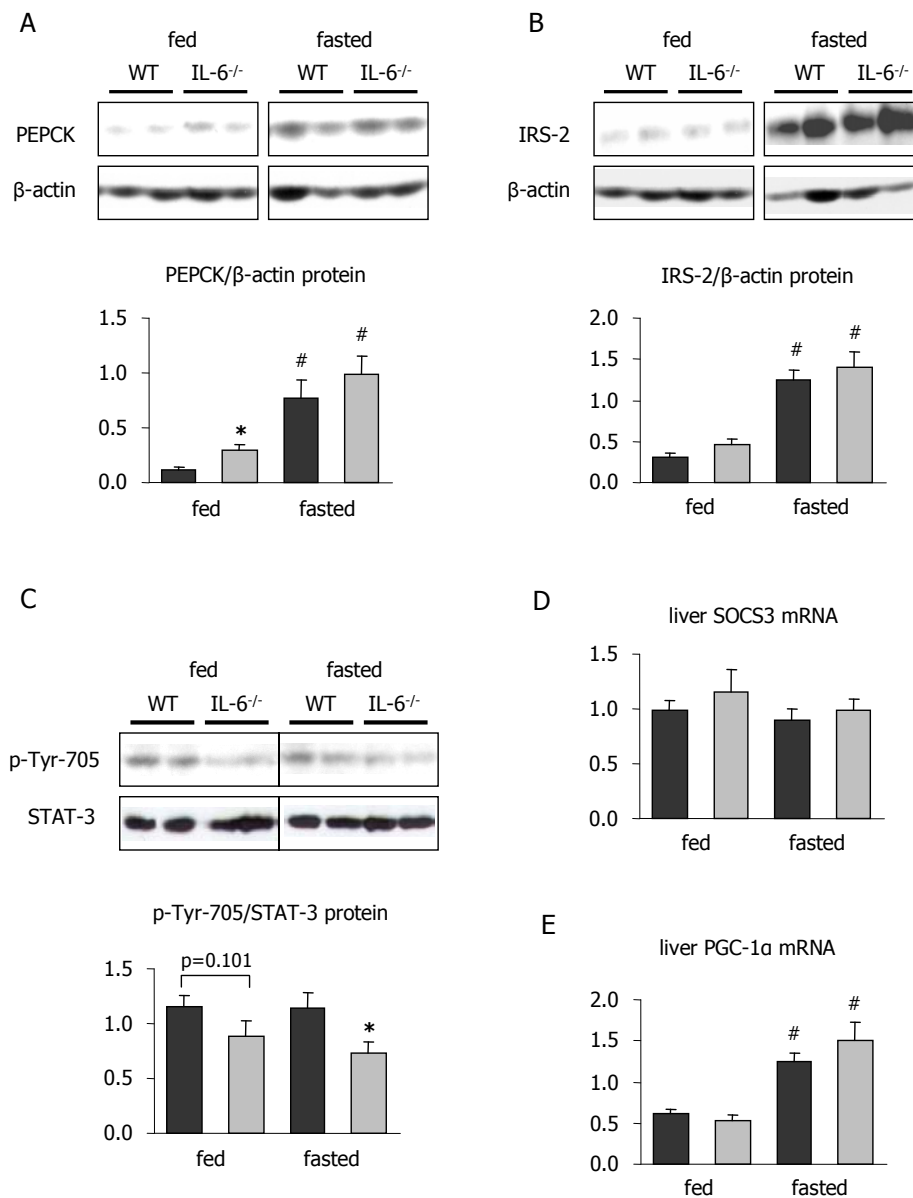 A
fed fasted
WT IL-6-/- WT IL-6-/-
PEPCK
β-actin
PEPCK/β-actin protein
1.5
#
#
1.0
0.5
*
0.0
fed fasted
B
fed fasted
WT IL-6-/- WT IL-6-/-
IRS-2
β-actin
IRS-2/β-actin protein
2.0
#
#
1.5
1.0
0.5
0.0
fed fasted
C
fed fasted
WT IL-6-/- WT IL-6-/-
p-Tyr-705
STAT-3
p-Tyr-705/STAT-3 protein
p=0.101
1.5
1.0
*
0.5
0.0
fed fasted
D
liver SOCS3 mRNA
1.5
1.0
0.5
0.0
fed fasted
E
liver PGC-1α mRNA
2.0
#
#
1.5
1.0
0.5
0.0
fed fasted